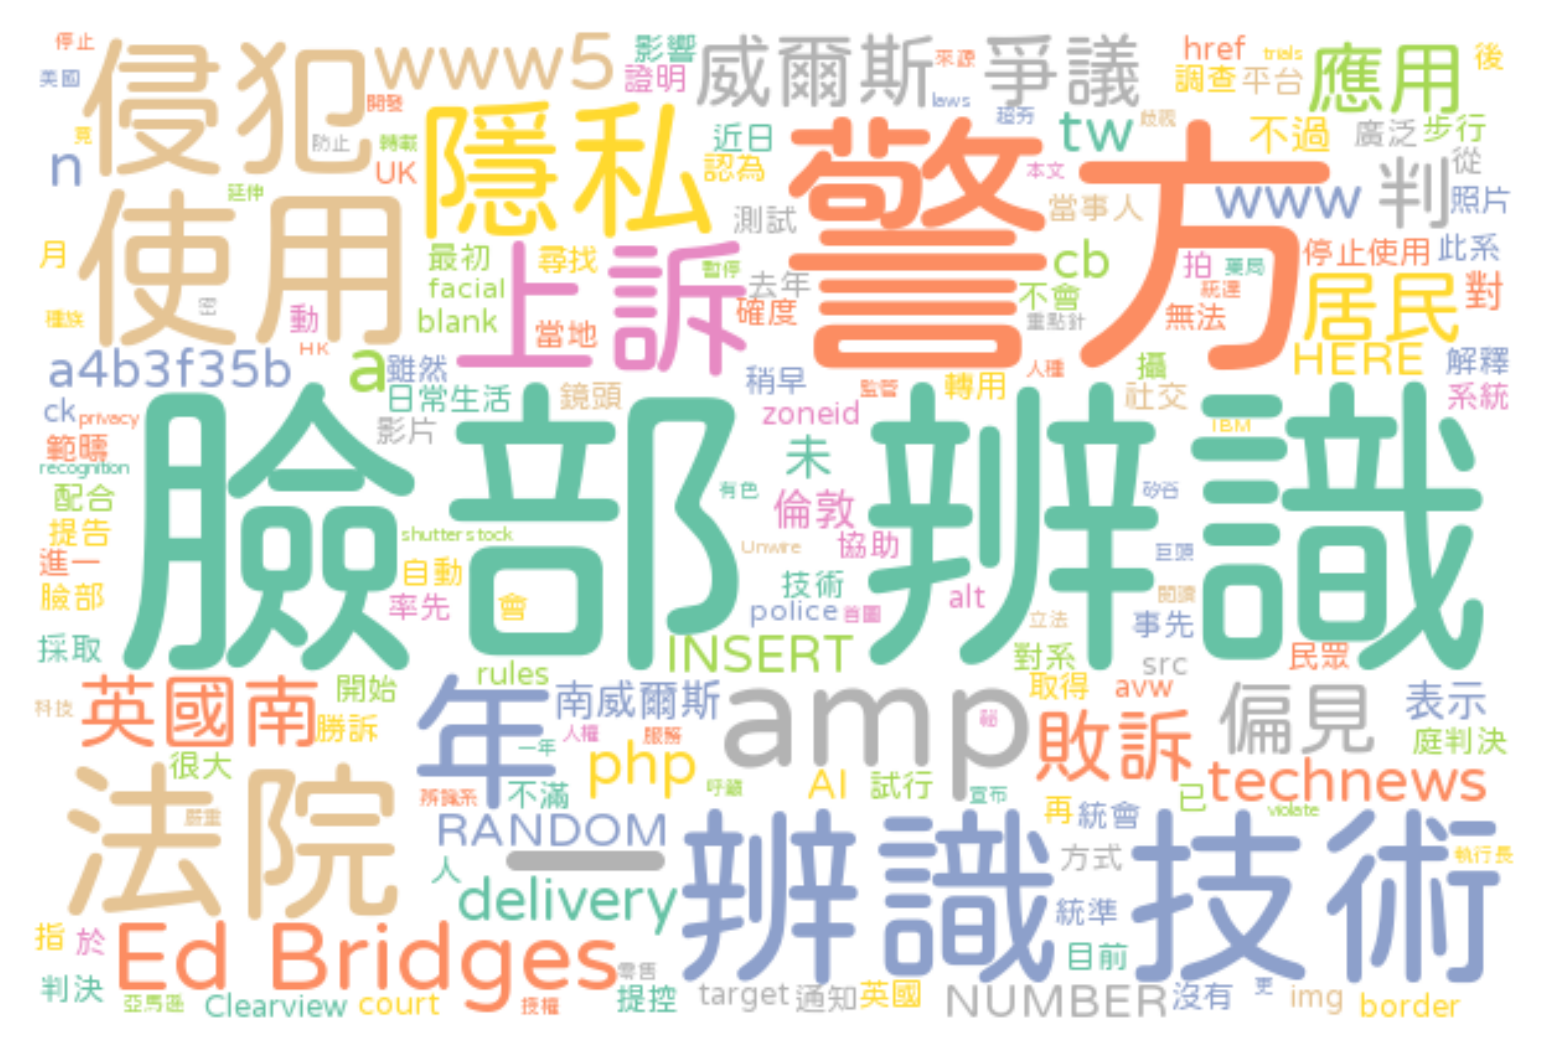 停止
侵犯
www5
影響
威爾斯
來源
爭議
href
trials
應用
後
美國
開發
證明
laws
調查
平台
竟
防止
轉載
隱私
近日
警方
超夯
tw
歧視
不過
廣泛
步行
n
UK
認為
本文
從
延伸
使用
測試
當事人
www
判
照片
月
最初
尋找
上訴
暫停
去年
cb
拍
藥局
停止使用
此系
facial
不會
統運
居民
對
種族
動
blank
當地
確度
重點針
無法
HK
a4b3f35b
a
雖然
稍早
人種
攝
HERE
解釋
ck
privacy
日常生活
鏡頭
監管
轉用
社交
系統
影片
zoneid
IBM
範疇
recognition
臉部辨識
未
配合
有色
倫敦
矽谷
提告
shutterstock
Unwire
協助
巨頭
進一
自動
技術
臉部
率先
會
police
首圖
alt
閱讀
立法
事先
採取
INSERT
對系
src
民眾
rules
科技
英國南
開始
年
南威爾斯
amp
秘
取得
avw
偏見
表示
勝訴
人權
服務
敗訴
庭判決
很大
一年
php
呼籲
AI
試行
technews
法院
辨識系
不滿
宣布
已
嚴重
RANDOM
再
統會
violate
人
辨識技術
方式
執行長
delivery
統準
指
於
Ed Bridges
零售
目前
判決
亞馬遜
Clearview
court
授權
提控
target
通知
英國
NUMBER
沒有
更
img
border